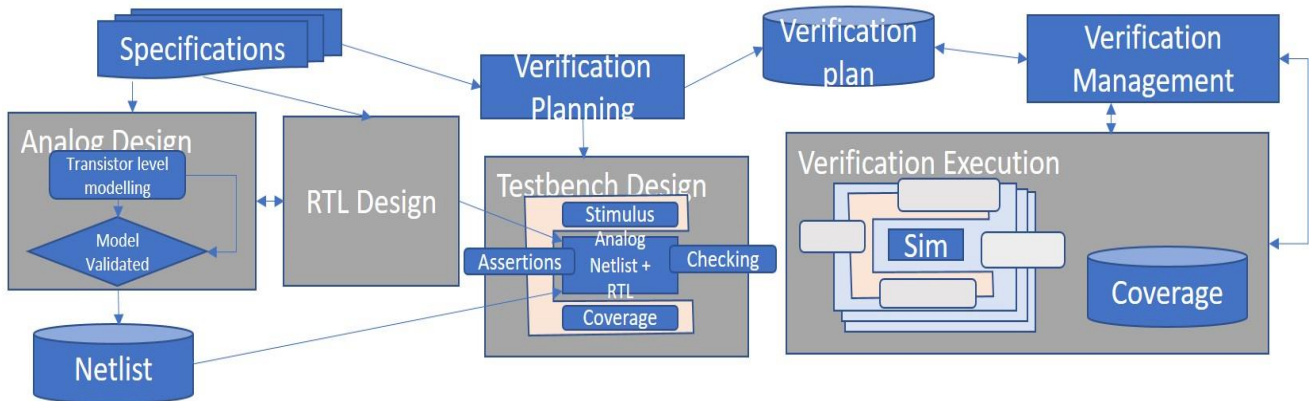 Specifications
Verification
Planning
Verification
plan
Verification
Management
Analog Design
Transistor level
modelling
Model
Validated
Netlist
RTL Design
Testbench Design
Stimulus
Assertions
Analog
Netlist +
RTL
Checking
Coverage
Verification Execution
Sim
Coverage